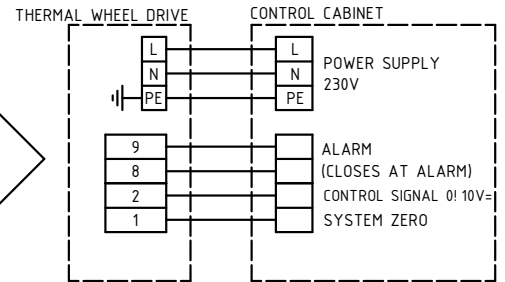 THERMAL WHEEL DRIVE
CONTROL CABINET
L
L
N
N
PE
PE
POWER SUPPLY
230V
9
ALARM
8
(CLOSES AT ALARM)
2
CONTROL SIGNAL 0! 10V=
1
SYSTEM ZERO